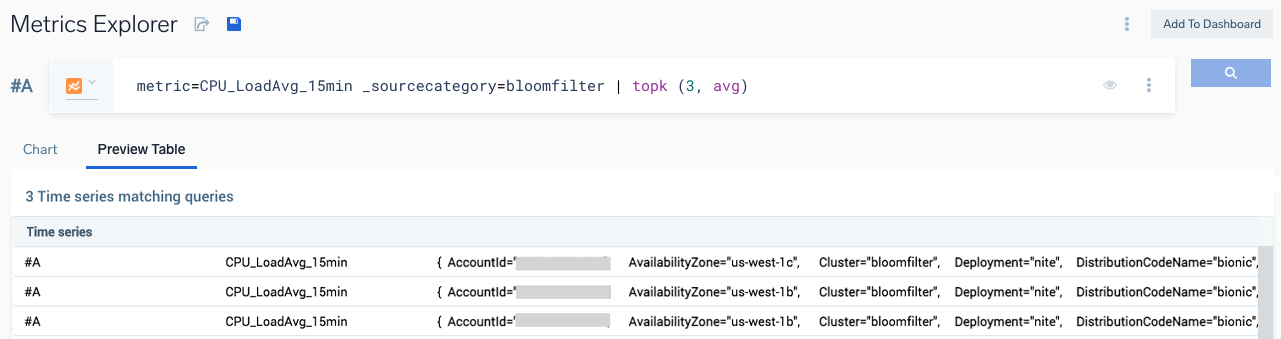 Metrics Explorer
Add To Dashboard
#A metric=CPU_LoadAvg_15min _sourcecategory=bloomfilter | topk (3, avg)
Chart Preview Table
3 Time series matching queries
Time series
#A CPU_LoadAvg_15min { AccountId=" AvailabilityZone="us-west-1c", Cluster="bloomfilter", Deployment="nite", DistributionCodeName="bionic",
#A CPU_LoadAvg_15min { AccountId=" AvailabilityZone="us-west-1b", Cluster="bloomfilter", Deployment="nite", DistributionCodeName="bionic",
#A CPU_LoadAvg_15min { AccountId=" AvailabilityZone="us-west-1b", Cluster="bloomfilter", Deployment="nite", DistributionCodeName="bionic",